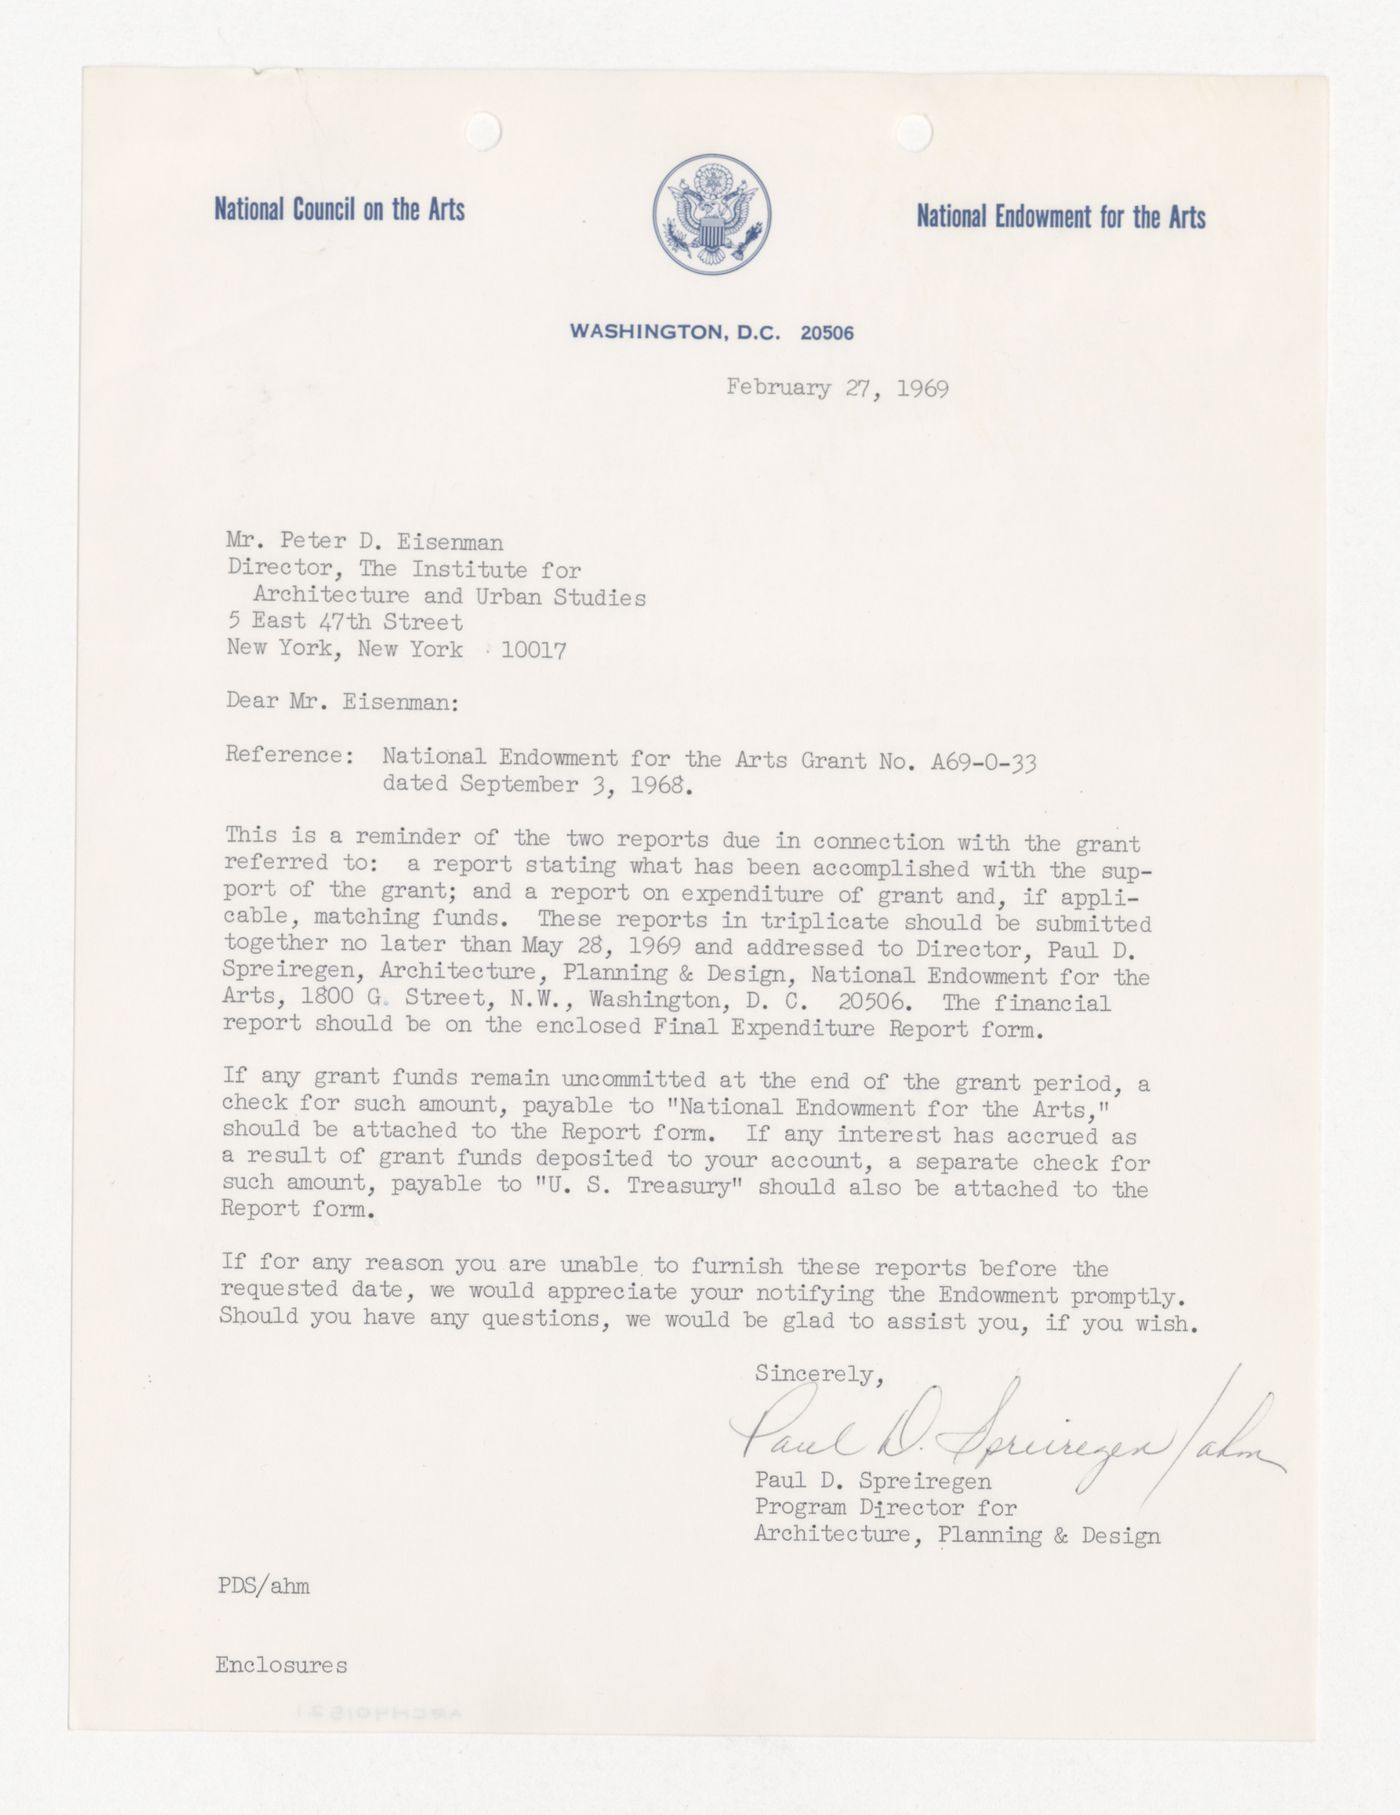 National Council on the Arts
National Endowment for the Arts
WASHINGTON, D.C. 20506
February 27, 1969
Mr. Peter D. Eisenman
Director, The Institute for
Architecture and Urban Studies
5 East 47th Street
New York, New York 10017
Dear Mr. Eisenman:
Reference: National Endowment for the Arts Grant No. A69-0-33
dated September 3, 1968.
This is a reminder of the two reports due in connection with the grant
referred to: a report stating what has been accomplished with the sup-
port of the grant; and a report on expenditure of grant and, if appli-
cable, matching funds. These reports in triplicate should be submitted
together no later than May 28, 1969 and addressed to Director, Paul D.
Spreiregen, Architecture, Planning & Design, National Endowment for the
Arts, 1800 G. Street, N.W., Washington, D. C. 20506. The financial
report should be on the enclosed Final Expenditure Report form.
If any grant funds remain uncommitted at the end of the grant period, a
check for such amount, payable to "National Endowment for the Arts,"
should be attached to the Report form. If any interest has accrued as
a result of grant funds deposited to your account, a separate check for
such amount, payable to "U. S. Treasury" should also be attached to the
Report form.
If for any reason you are unable to furnish these reports before the
requested date, we would appreciate your notifying the Endowment promptly.
Should you have any questions, we would be glad to assist you, if you wish.
Sincerely,
Paul D. Spreiregen/ahm
Paul D. Spreiregen
Program Director for
Architecture, Planning & Design
PDS/ahm
Enclosures
ARCH401521